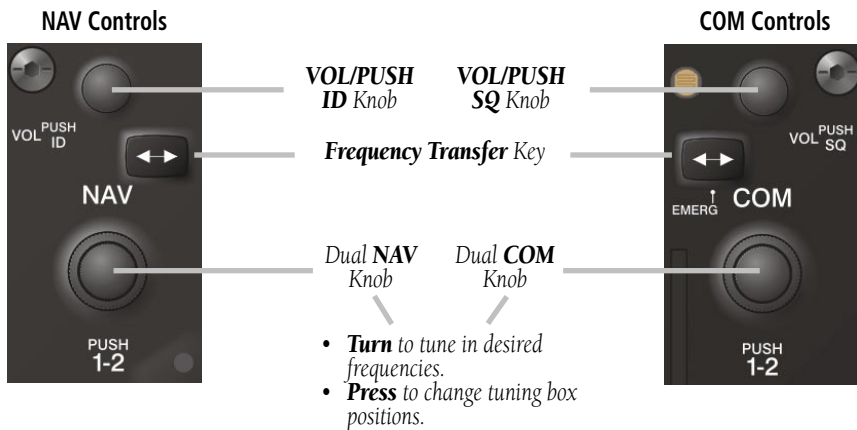 NAV Controls
COM Controls
VOL/PUSH
ID Knob
VOL/PUSH
SQ Knob
VOL PUSH
ID
VOL PUSH
SQ
Frequency Transfer Key
NAV
EMERG
COM
Dual NAV
Knob
Dual COM
Knob
PUSH
1-2
PUSH
1-2
• Turn to tune in desired
frequencies.
• Press to change tuning box
positions.